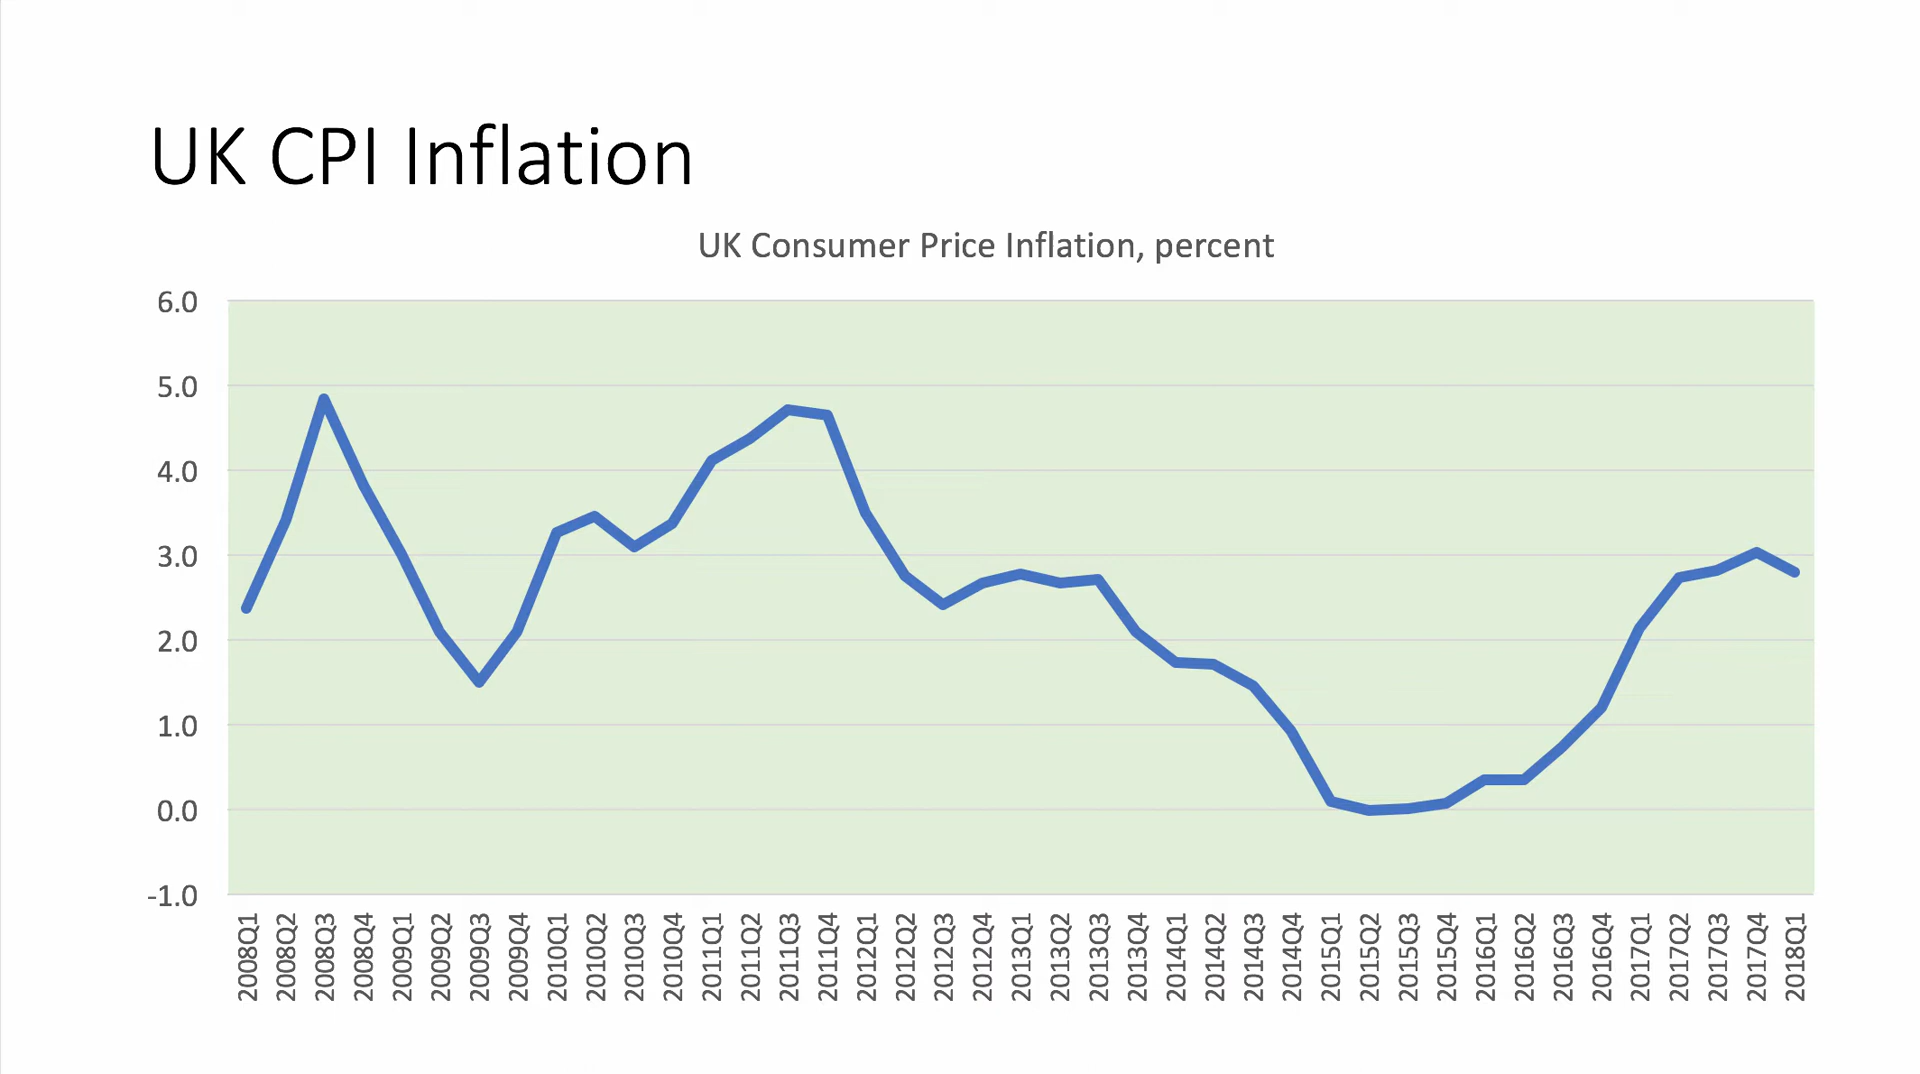 UK CPI Inflation
UK Consumer Price Inflation, percent
6.0
5.0
4.0
3.0
2.0
1.0
0.0
-1.0
2008Q1
2008Q2
2008Q3
2008Q4
2009Q1
2009Q2
2009Q3
2009Q4
2010Q1
2010Q2
2010Q3
2010Q4
2011Q1
2011Q2
2011Q3
2011Q4
2012Q1
2012Q2
2012Q3
2012Q4
2013Q1
2013Q2
2013Q3
2013Q4
2014Q1
2014Q2
2014Q3
2014Q4
2015Q1
2015Q2
2015Q3
2015Q4
2016Q1
2016Q2
2016Q3
2016Q4
2017Q1
2017Q2
2017Q3
2017Q4
2018Q1